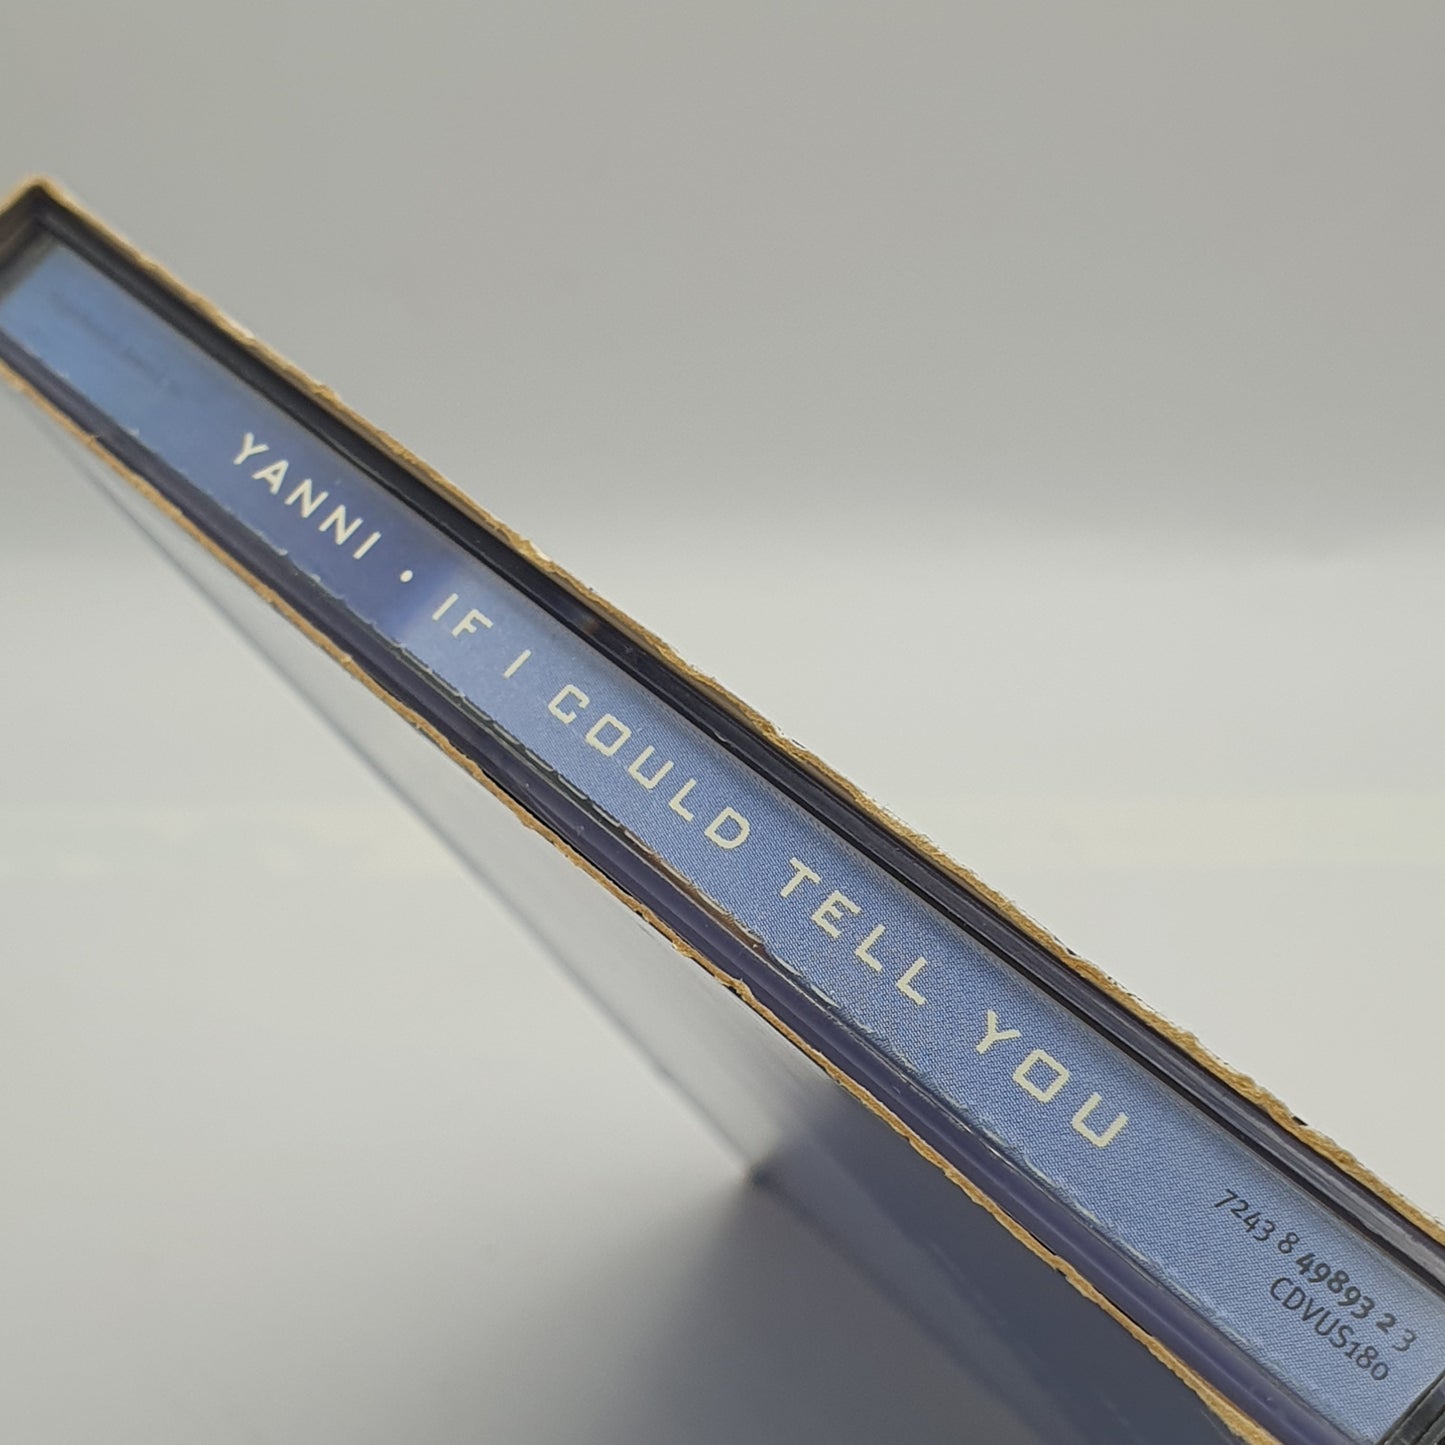 YANNI • IF I COULD TELL YOU
7243 8 49893 2 3
CDVUS180